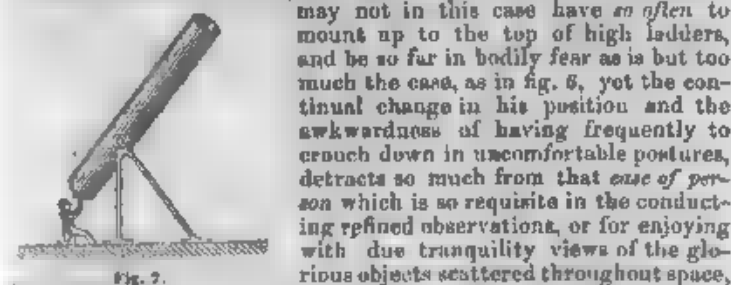 may not in this case have so often to
mount up to the top of high ladders,
and be so far in bodily fear as is but too
much the case, as in fig. 6, yet the con-
tinual change in his position and the
awkwardness of having frequently to
crouch down in uncomfortable postures,
detracts so much from that ease of per-
son which is so requisite in the conduct-
ing refined observations, or for enjoying
with due tranquility views of the glo-
rious objects scattered throughout space,
Fig. 7.